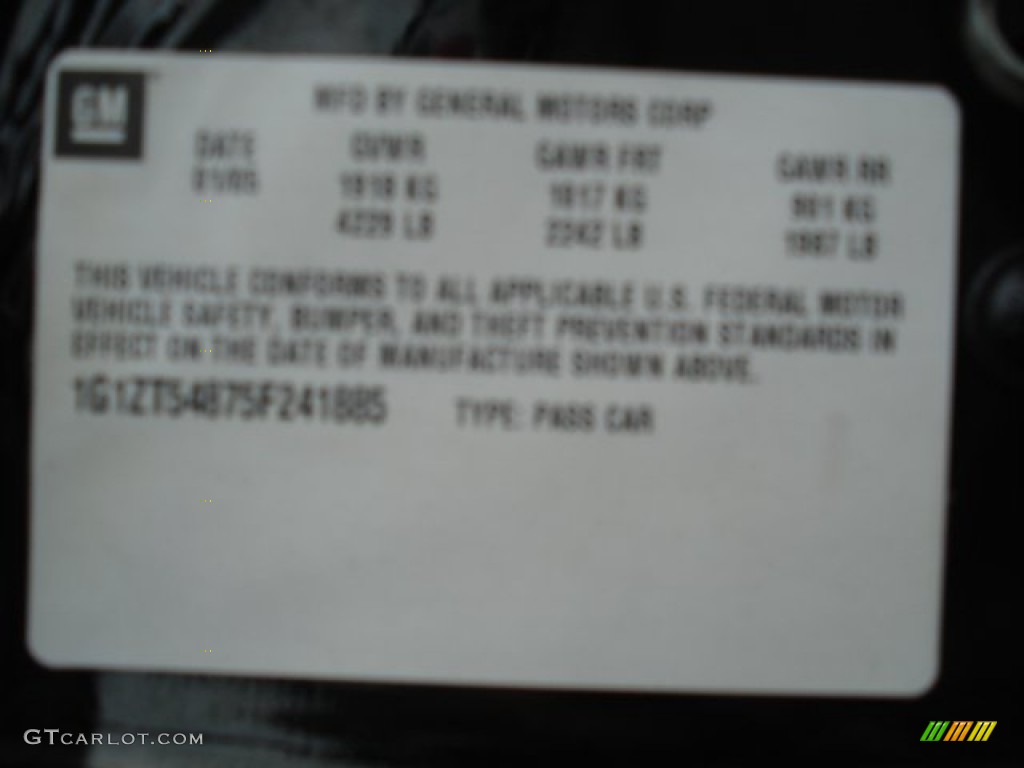 GM
MFD BY GENERAL MOTORS CORP
DATE GVWR GAWR FRT GAWR RR
01/05 1918 KG 1017 KG 901 KG
4229 LB 2242 LB 1987 LB
THIS VEHICLE CONFORMS TO ALL APPLICABLE U.S. FEDERAL MOTOR
VEHICLE SAFETY, BUMPER, AND THEFT PREVENTION STANDARDS IN
EFFECT ON THE DATE OF MANUFACTURE SHOWN ABOVE.
1G1ZT54875F241885 TYPE: PASS CAR
GTCARLOT.COM